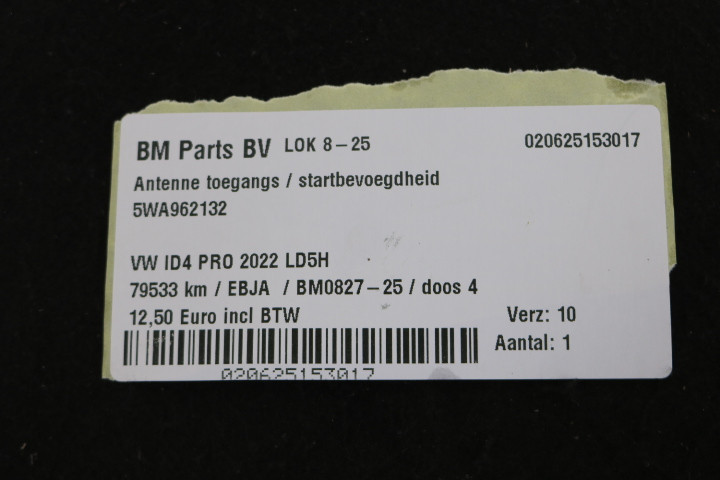 BM Parts BV LOK 8-25 020625153017
Antenne toegangs / startbevoegdheid
5WA962132
VW ID4 PRO 2022 LD5H
79533 km / EBJA / BM0827-25 / doos 4
12,50 Euro incl BTW Verz: 10
Aantal: 1
020625153017